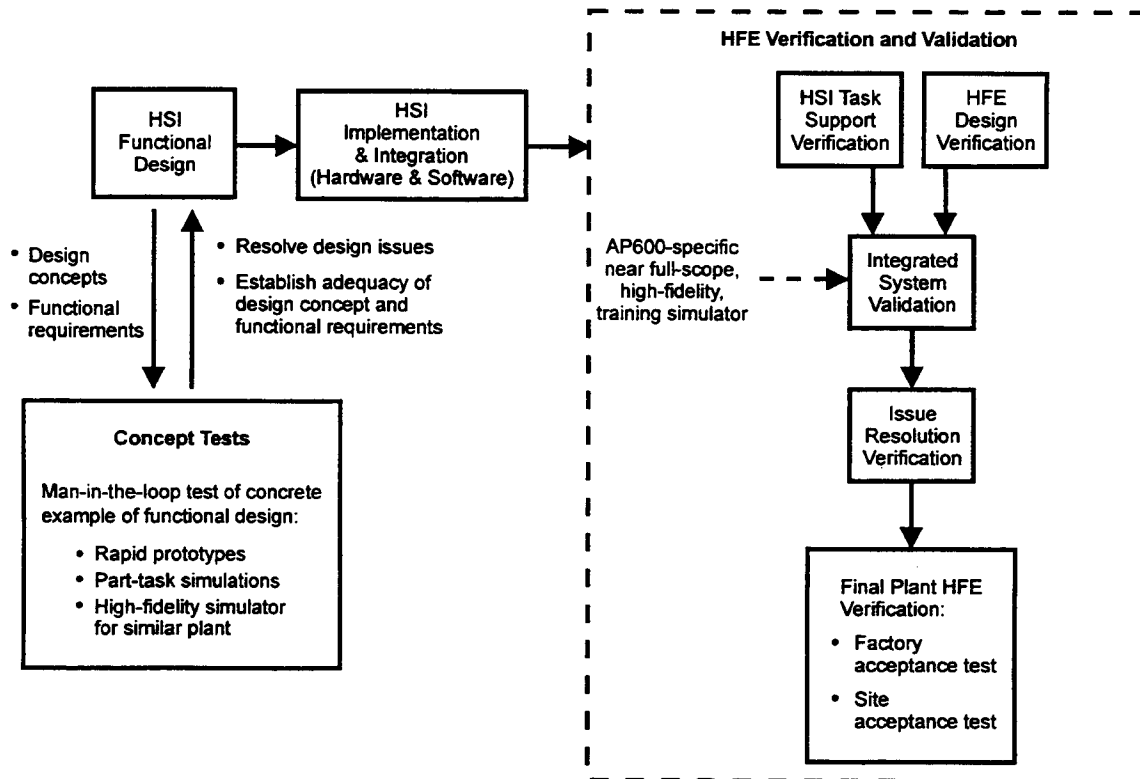 HSI
Functional
Design
HSI
Implementation
& Integration
(Hardware & Software)
• Design
concepts
• Functional
requirements
• Resolve design issues
• Establish adequacy of
design concept and
functional requirements
Concept Tests
Man-in-the-loop test of concrete
example of functional design:
• Rapid prototypes
• Part-task simulations
• High-fidelity simulator
for similar plant
HFE Verification and Validation
HSI Task
Support
Verification
HFE
Design
Verification
AP600-specific
near full-scope,
high-fidelity,
training simulator
Integrated
System
Validation
Issue
Resolution
Verification
Final Plant HFE
Verification:
• Factory
acceptance test
• Site
acceptance test